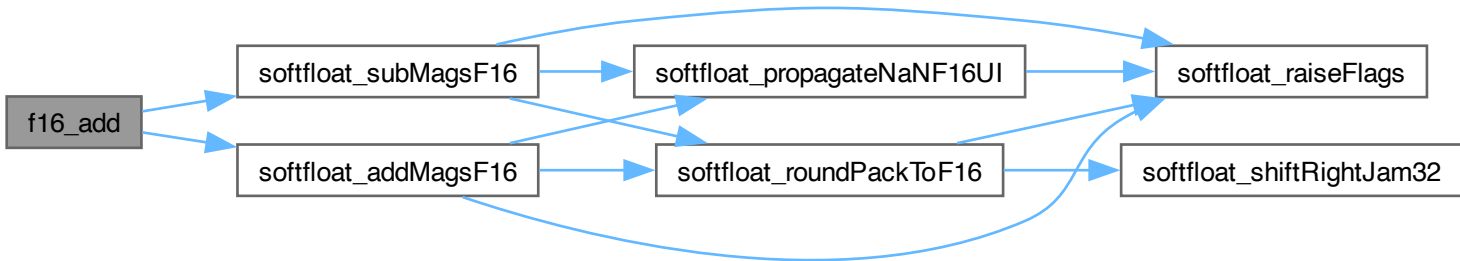 f16_add
softfloat_subMagsF16
softfloat_addMagsF16
softfloat_propagateNaNF16UI
softfloat_roundPackToF16
softfloat_raiseFlags
softfloat_shiftRightJam32